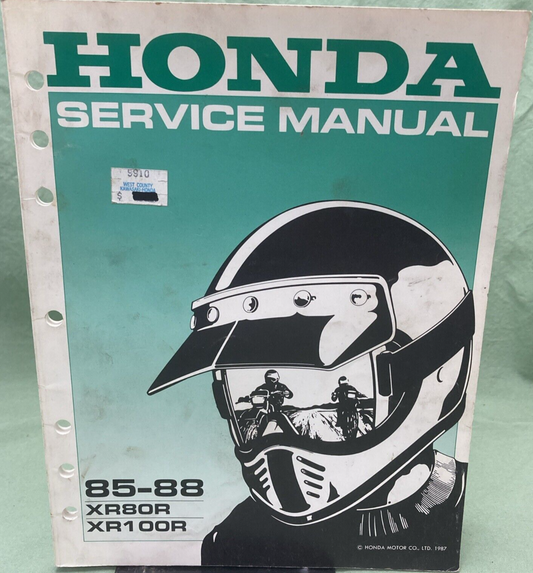 HONDA
SERVICE MANUAL
5910
WEST COUNTY
KAWASAKI-HONDA
$
85-88
XR80R
XR100R
© HONDA MOTOR CO., LTD. 1987